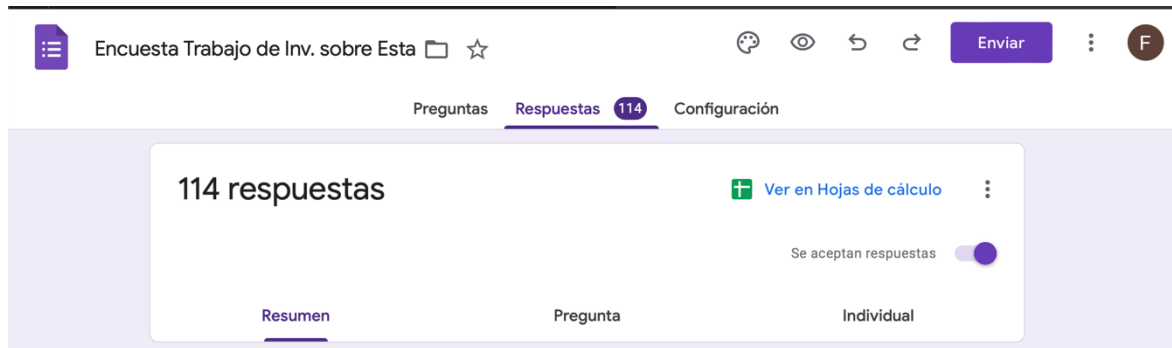 Encuesta Trabajo de Inv. sobre Esta
Enviar
F
Preguntas Respuestas 114 Configuración
114 respuestas
Ver en Hojas de cálculo
Se aceptan respuestas
Resumen Pregunta Individual